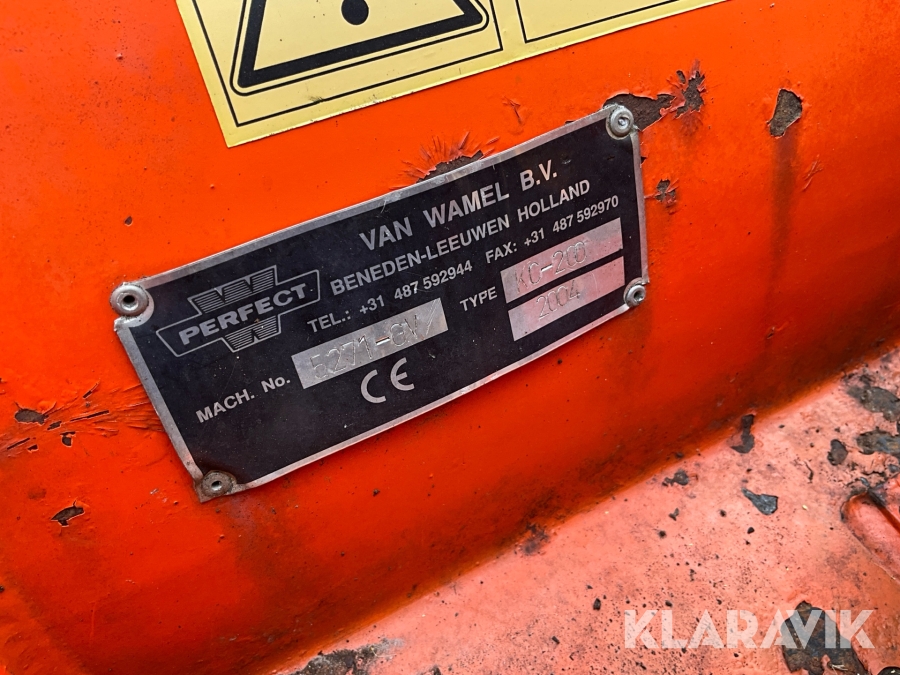 VAN WAMEL B.V.
BENEDEN-LEEUWEN HOLLAND
TEL.: +31 487 592944 FAX: +31 487 592970
PERFECT
MACH. No.
TYPE
2004
CE
KLARAVIK